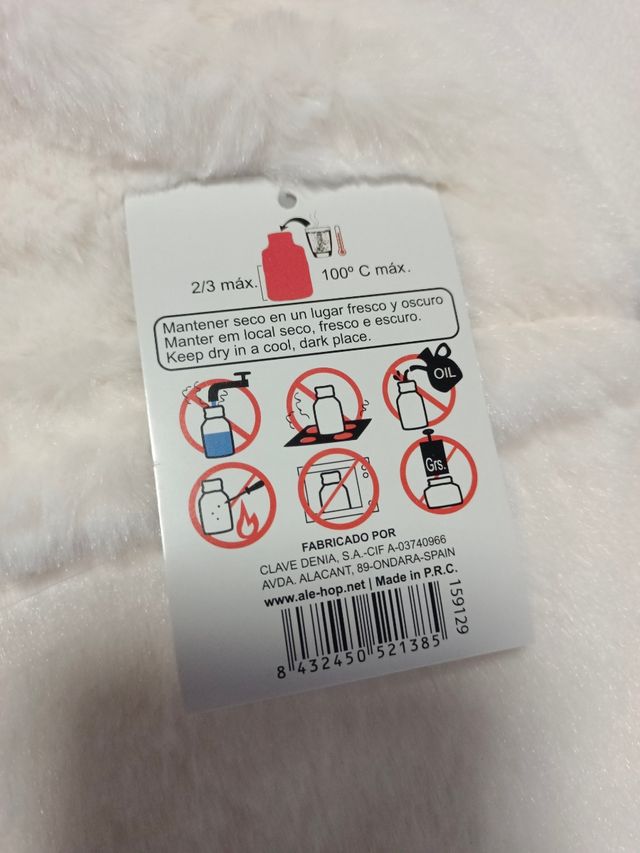 2/3 máx.
100º C máx.
Mantener seco en un lugar fresco y oscuro
Manter em local seco, fresco e escuro.
Keep dry in a cool, dark place.
OIL
Grs.
FABRICADO POR
CLAVE DENIA, S.A.-CIF A-03740966
AVDA. ALACANT, 89-ONDARA-SPAIN
www.ale-hop.net | Made in P.R.C.
159129
8 432450 521385